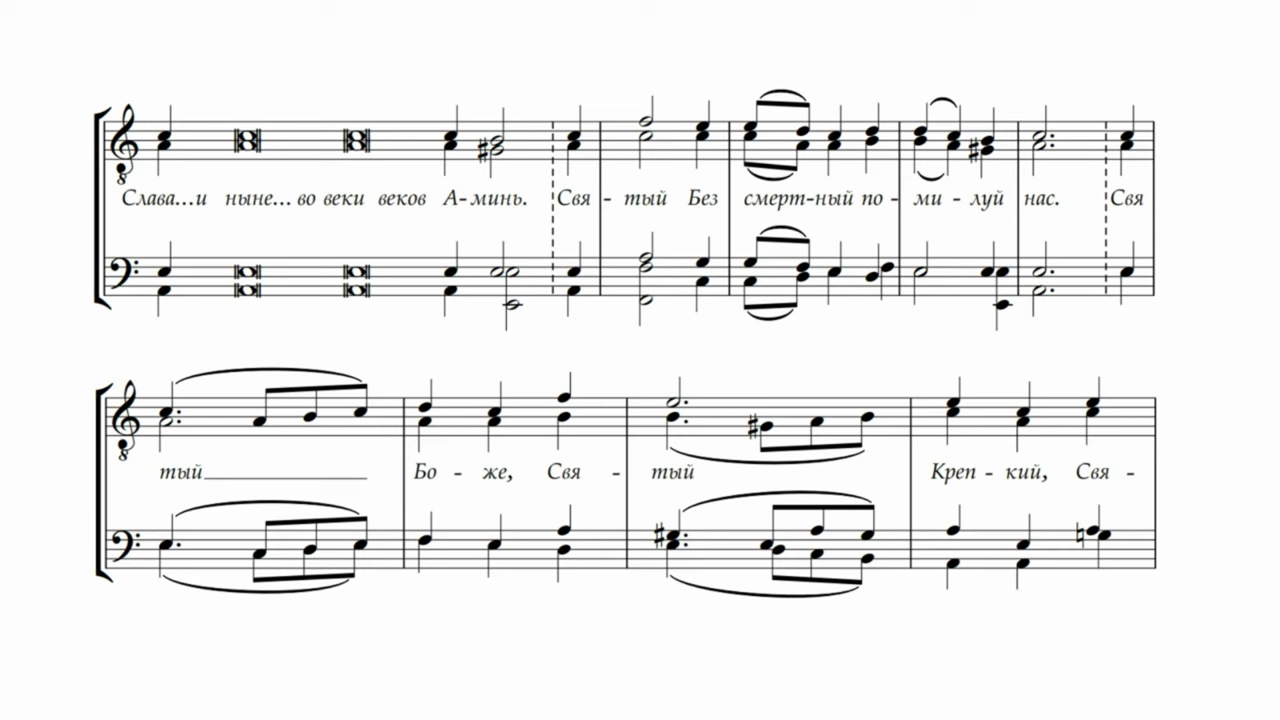 Слава...и ныне... во веки веков А-минь. Свя - тый Без смерт-ный по - ми - луй нас. Свя
тый Бо - же, Свя - тый Креп - кий, Свя -